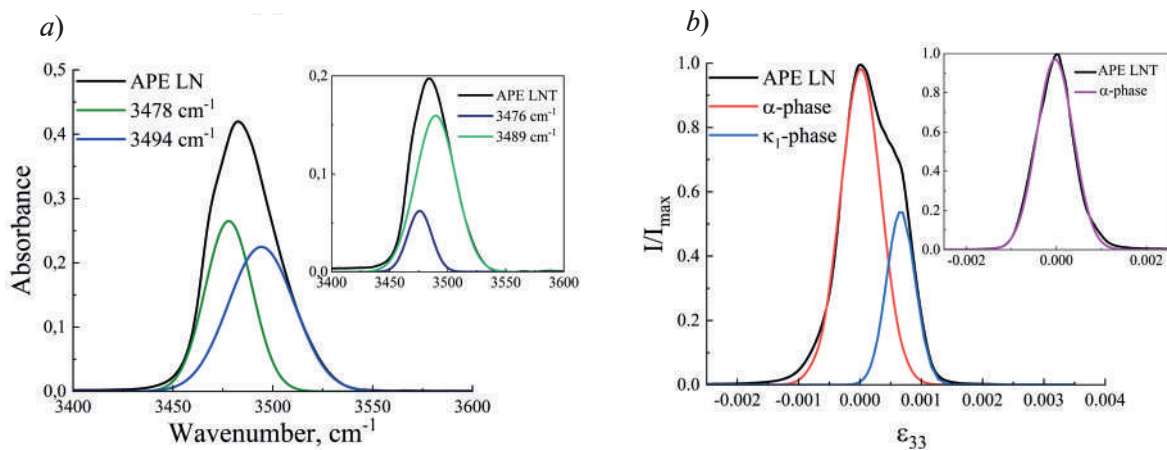 a)
0,5
0,4
0,3
0,2
0,1
0,0
Absorbance
APE LN
3478 cm⁻¹
3494 cm⁻¹
3400
3450
3500
3550
3600
Wavenumber, cm⁻¹
0,2
0,1
0,0
APE LNT
3476 cm⁻¹
3489 cm⁻¹
3400
3450
3500
3550
3600
b)
1.0
0.8
0.6
0.4
0.2
0.0
I/Iₘₐₓ
APE LN
α-phase
κ₁-phase
-0.002
-0.001
0.000
0.001
0.002
0.003
0.004
ε₃₃
1.0
0.8
0.6
0.4
0.2
0.0
APE LNT
α-phase
-0.002
0.000
0.002